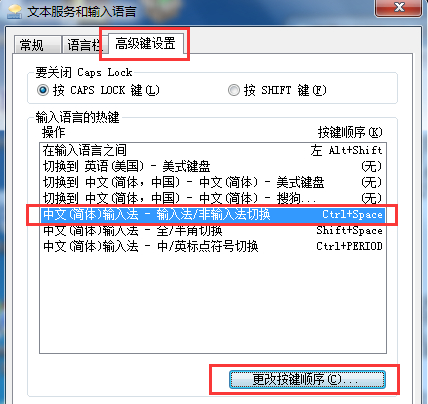 文本服务和输入语言
常规 语言栏 高级键设置
要关闭 Caps Lock
按 CAPS LOCK 键(L) 按 SHIFT 键(F)
输入语言的热键
操作 按键顺序(K)
在输入语言之间 左 Alt+Shift
切换到 英语(美国) - 美式键盘 (无)
切换到 中文(简体，中国) - 中文(简体) - 美式键盘 (无)
切换到 中文(简体，中国) - 中文(简体) - 搜狗... (无)
中文(简体)输入法 - 输入法/非输入法切换 Ctrl+Space
中文(简体)输入法 - 全/半角切换 Shift+Space
中文(简体)输入法 - 中/英标点符号切换 Ctrl+PERIOD
更改按键顺序(C)...